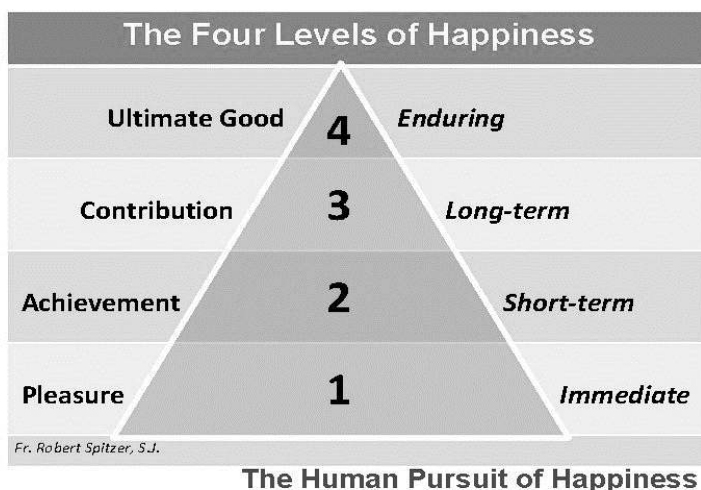 The Four Levels of Happiness
Ultimate Good 4 Enduring
Contribution 3 Long-term
Achievement 2 Short-term
Pleasure 1 Immediate
Fr. Robert Spitzer, S.J.
The Human Pursuit of Happiness